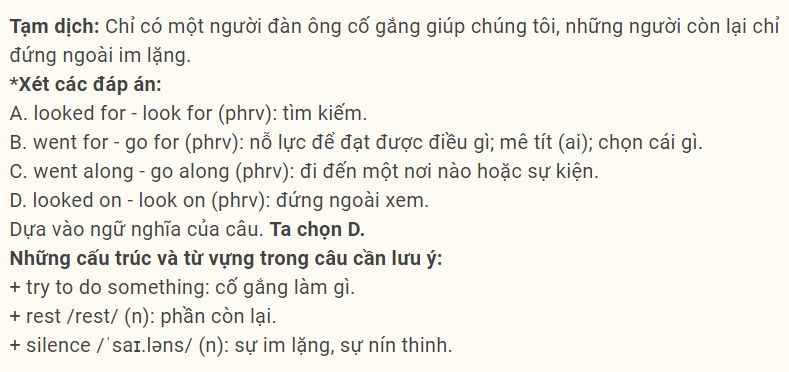 Tạm dịch: Chỉ có một người đàn ông cố gắng giúp chúng tôi, những người còn lại chỉ
đứng ngoài im lặng.
*Xét các đáp án:
A. looked for - look for (phrv): tìm kiếm.
B. went for - go for (phrv): nỗ lực để đạt được điều gì; mê tít (ai); chọn cái gì.
C. went along - go along (phrv): đi đến một nơi nào hoặc sự kiện.
D. looked on - look on (phrv): đứng ngoài xem.
Dựa vào ngữ nghĩa của câu. Ta chọn D.
Những cấu trúc và từ vựng trong câu cần lưu ý:
+ try to do something: cố gắng làm gì.
+ rest /rest/ (n): phần còn lại.
+ silence /ˈsaɪ.ləns/ (n): sự im lặng, sự nín thinh.